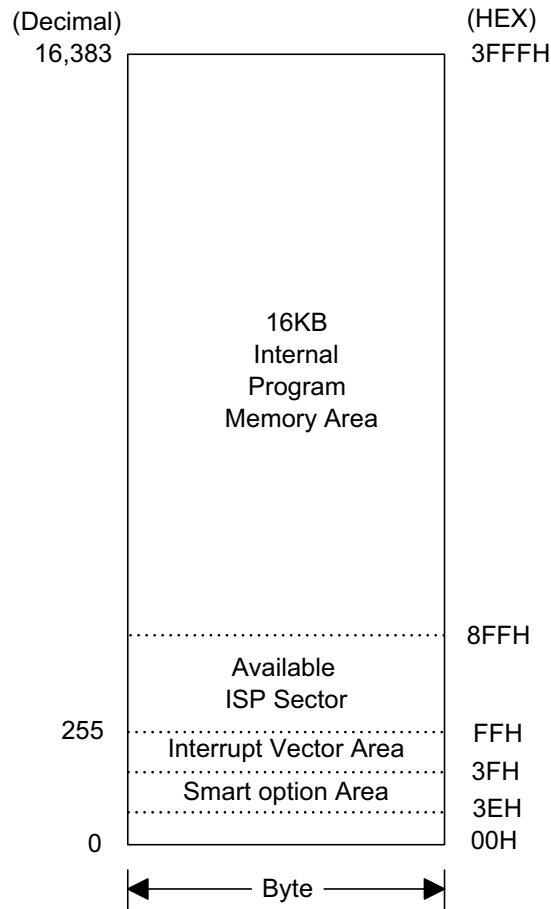 (Decimal)
(HEX)
16,383
3FFFH
16KB
Internal
Program
Memory Area
8FFH
Available
ISP Sector
255
FFH
Interrupt Vector Area
3FH
Smart option Area
3EH
0
00H
Byte